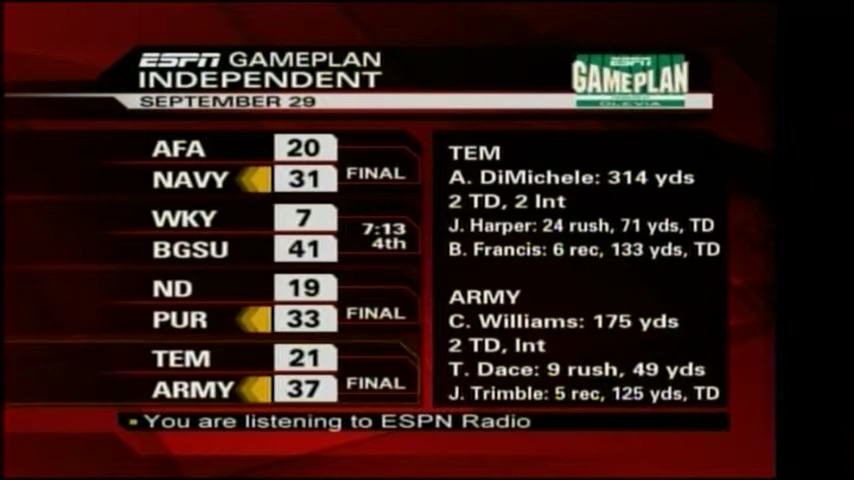 ESPN GAMEPLAN
INDEPENDENT
SEPTEMBER 29
ESPN
GAMEPLAN
OLEVIA
AFA 20
NAVY 31 FINAL
WKY 7
BGSU 41
7:13
4th
ND 19
PUR 33 FINAL
TEM 21
ARMY 37 FINAL
TEM
A. DiMichele: 314 yds
2 TD, 2 Int
J. Harper: 24 rush, 71 yds, TD
B. Francis: 6 rec, 133 yds, TD
ARMY
C. Williams: 175 yds
2 TD, Int
T. Dace: 9 rush, 49 yds
J. Trimble: 5 rec, 125 yds, TD
You are listening to ESPN Radio